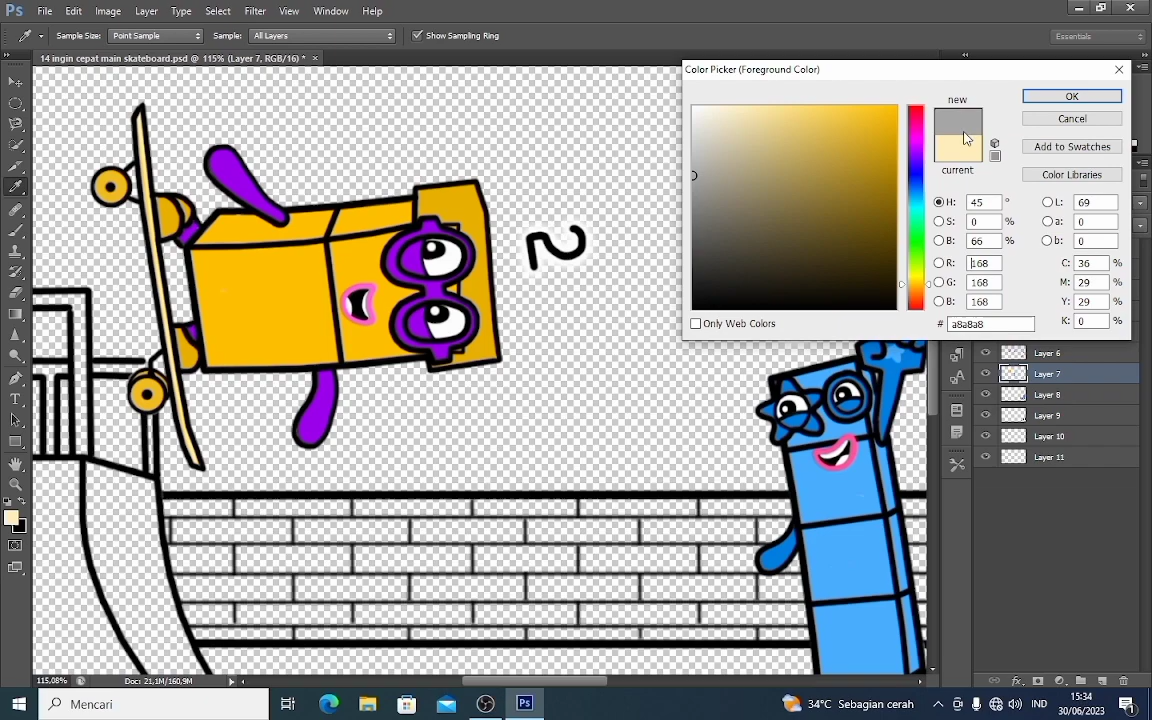 Ps File Edit Image Layer Type Select Filter View Window Help
Sample Size: Point Sample Sample: All Layers Show Sampling Ring Essentials
14 ingin cepat main skateboard.psd @ 115% (Layer 7, RGB/16) * ×
Color Picker (Foreground Color)
new
OK
Cancel
Add to Swatches
current
Color Libraries
H: 45 ° L: 69
S: 0 % a: 0
B: 66 % b: 0
R: 168 C: 36 %
G: 168 M: 29 %
B: 168 Y: 29 %
# a8a8a8 K: 0 %
Only Web Colors
2
Layer 6
Layer 7
Layer 8
Layer 9
Layer 10
Layer 11
115,08% Doc: 21,1M/160,9M
Mencari
Ps
34°C Sebagian cerah
IND
15:34
30/06/2023
1